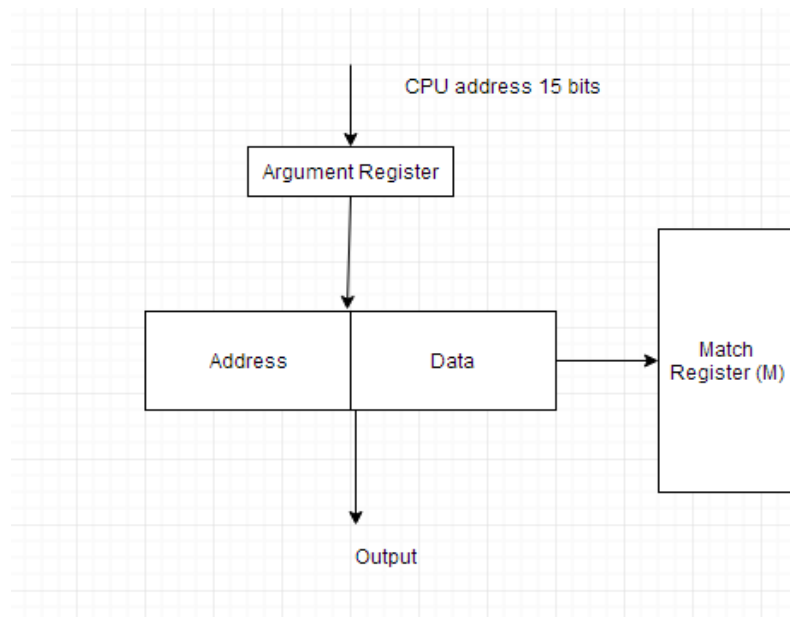 CPU address 15 bits
Argument Register
Address
Data
Match
Register (M)
Output